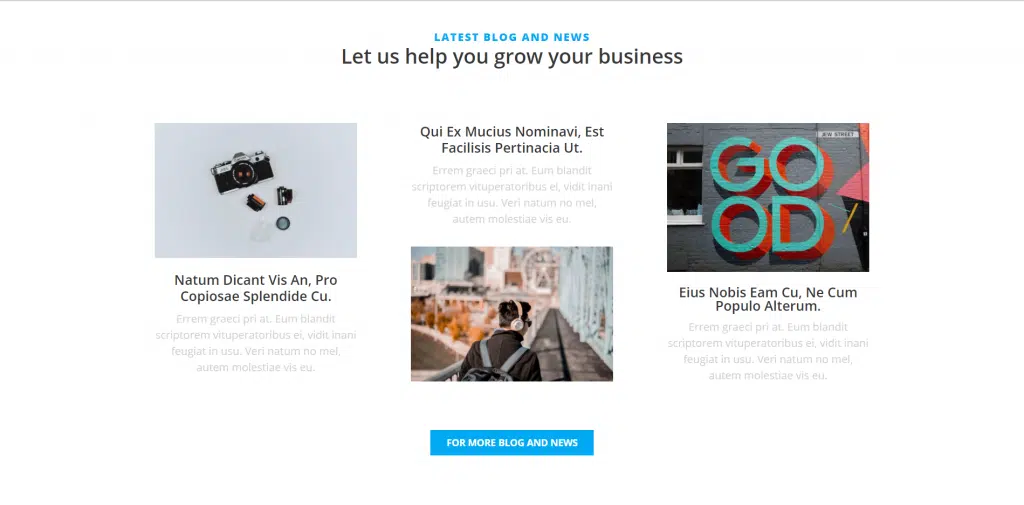 LATEST BLOG AND NEWS
Let us help you grow your business
Natum Dicant Vis An, Pro
Copiosae Splendide Cu.
Errem graeci pri at. Eum blandit
scriptorem vituperatoribus ei, vidit inani
feugiat in usu. Veri natum no mel,
autem molestiae vis eu.
Qui Ex Mucius Nominavi, Est
Facilisis Pertinacia Ut.
Errem graeci pri at. Eum blandit
scriptorem vituperatoribus ei, vidit inani
feugiat in usu. Veri natum no mel,
autem molestiae vis eu.
JEW STREET
GO
OD
Eius Nobis Eam Cu, Ne Cum
Populo Alterum.
Errem graeci pri at. Eum blandit
scriptorem vituperatoribus ei, vidit inani
feugiat in usu. Veri natum no mel,
autem molestiae vis eu.
FOR MORE BLOG AND NEWS